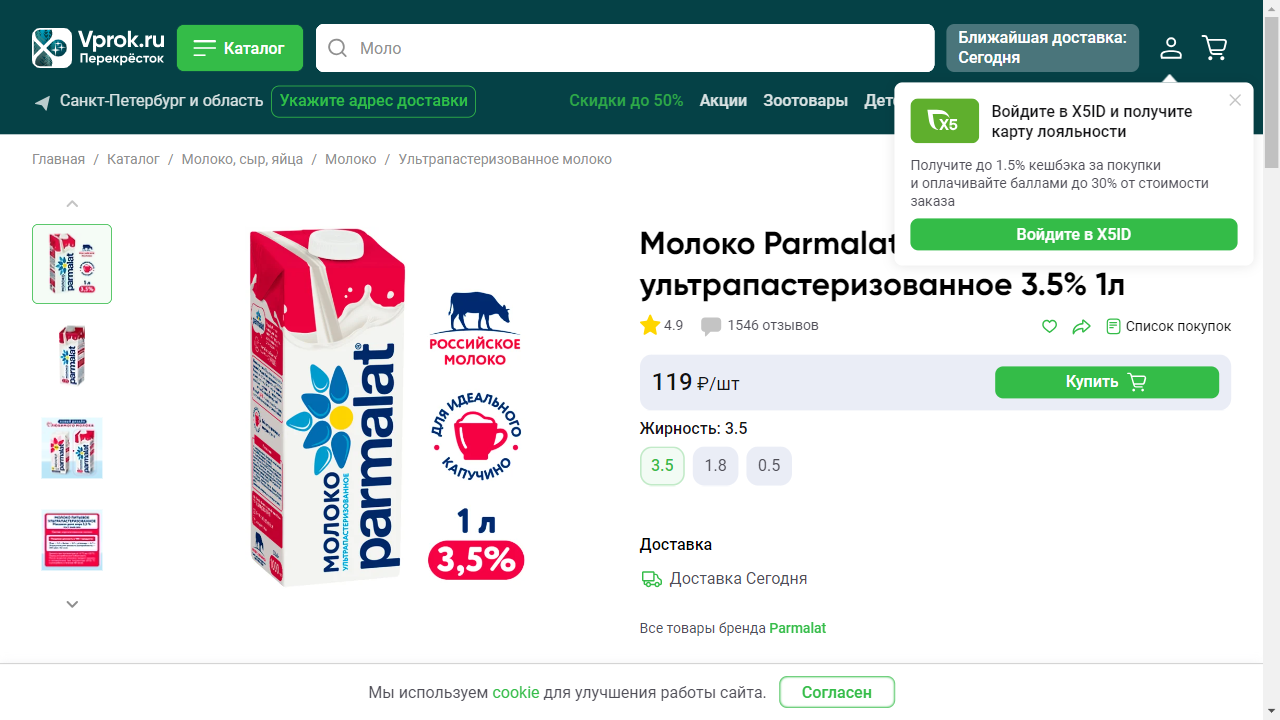 Vprok.ru
Перекрёсток
Каталог
Моло
Ближайшая доставка:
Сегодня
Санкт-Петербург и область
Укажите адрес доставки
Скидки до 50%
Акции
Зоотовары
X5
Войдите в X5ID и получите
карту лояльности
Получите до 1.5% кешбэка за покупки
и оплачивайте баллами до 30% от стоимости
заказа
Войдите в X5ID
Главная / Каталог / Молоко, сыр, яйца / Молоко / Ультрапастеризованное молоко
parmalat
1 л
3,5%
МОЛОКО
УЛЬТРАПАСТЕРИЗОВАННОЕ
parmalat®
РОССИЙСКОЕ
МОЛОКО
ДЛЯ ИДЕАЛЬНОГО
КАПУЧИНО
1 л
3,5%
Молоко Parmalat
ультрапастеризованное 3.5% 1л
4.9
1546 отзывов
Список покупок
119 ₽/шт
Купить
Жирность: 3.5
3.5
1.8
0.5
Доставка
Доставка Сегодня
Все товары бренда Parmalat
Мы используем cookie для улучшения работы сайта.
Согласен